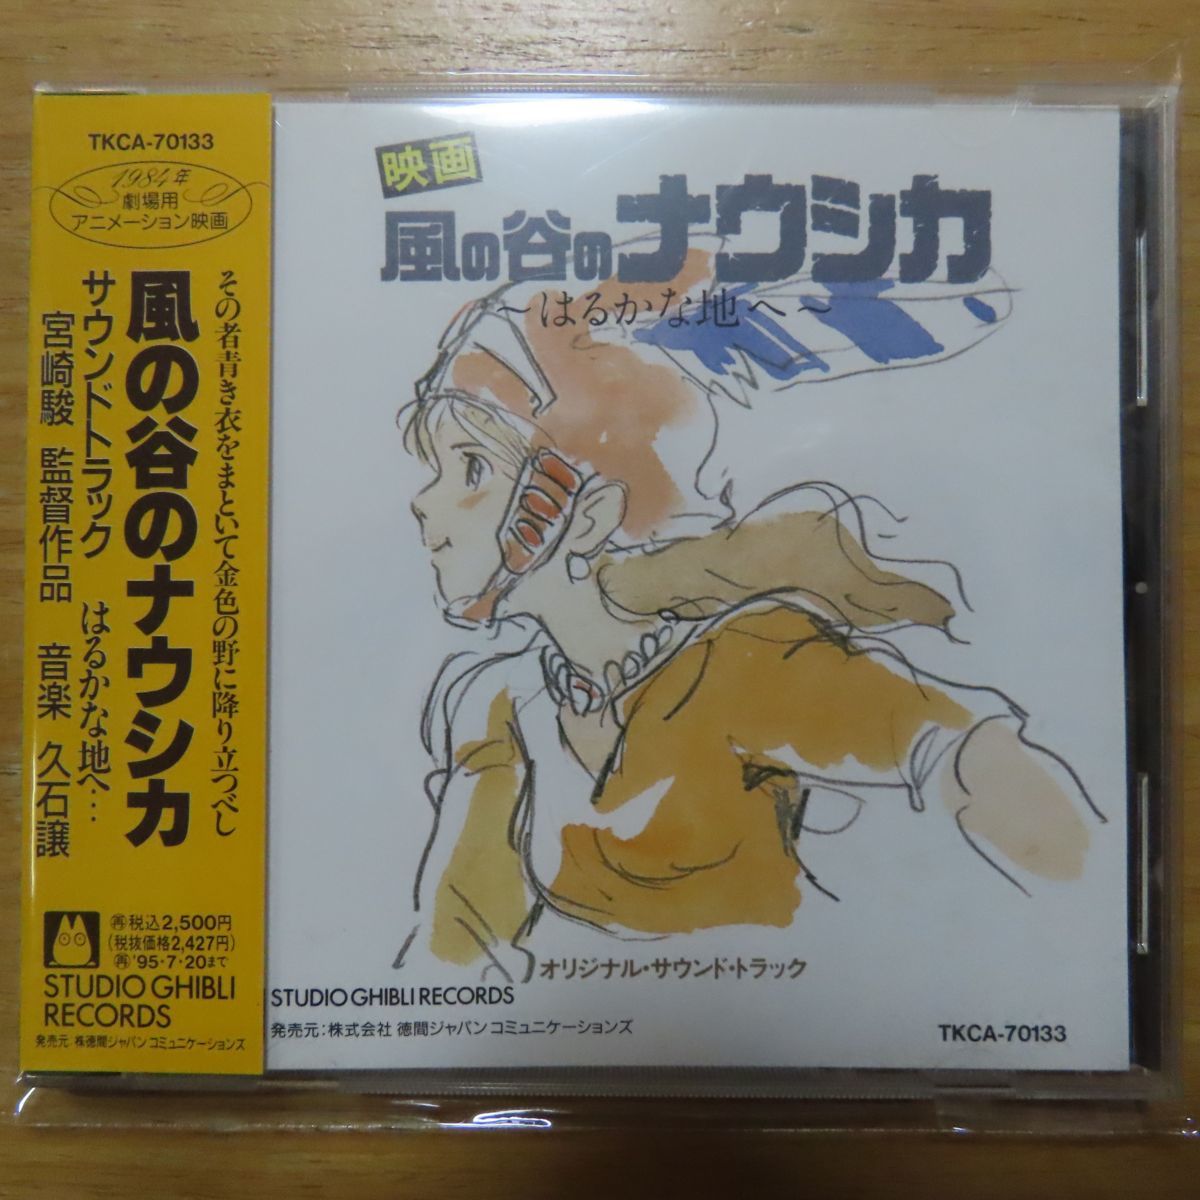 TKCA-70133
1984年
劇場用
アニメーション映画
その者青き衣をまといて金色の野に降り立つべし
風の谷のナウシカ
サウンドトラック はるかな地へ…
宮崎駿 監督作品 音楽 久石譲
㊞税込2,500円
(税抜価格2,427円)
㊞'95・7・20まで
STUDIO GHIBLI
RECORDS
発売元：㈱徳間ジャパンコミュニケーションズ
映画
風の谷のナウシカ
～はるかな地へ～
オリジナル・サウンド・トラック
STUDIO GHIBLI RECORDS
発売元：株式会社 徳間ジャパンコミュニケーションズ
TKCA-70133